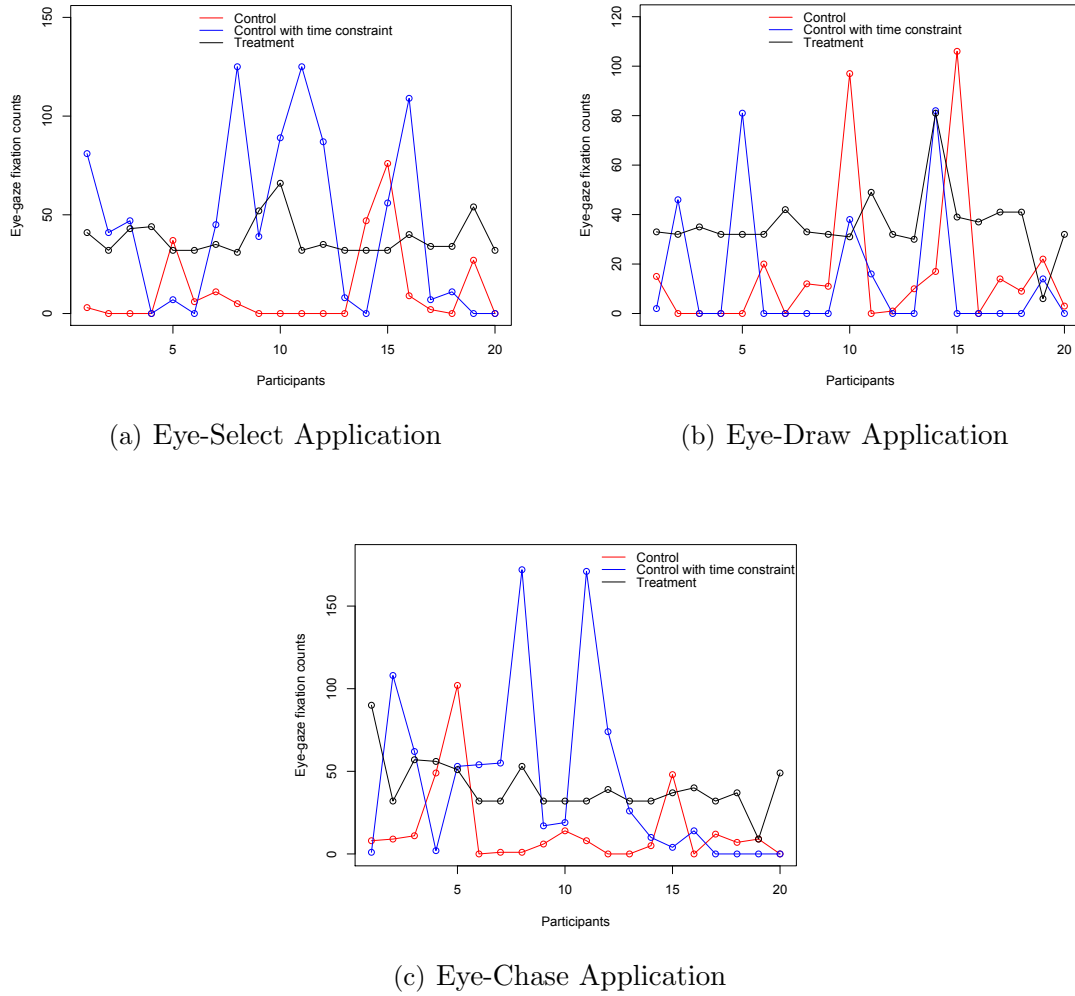 Eye-gaze fixation counts
0
50
100
150
Control
Control with time constraint
Treatment
5
10
15
20
Participants
(a) Eye-Select Application
Eye-gaze fixation counts
0
20
40
60
80
100
120
Control
Control with time constraint
Treatment
5
10
15
20
Participants
(b) Eye-Draw Application
Eye-gaze fixation counts
0
50
100
150
Control
Control with time constraint
Treatment
5
10
15
20
Participants
(c) Eye-Chase Application